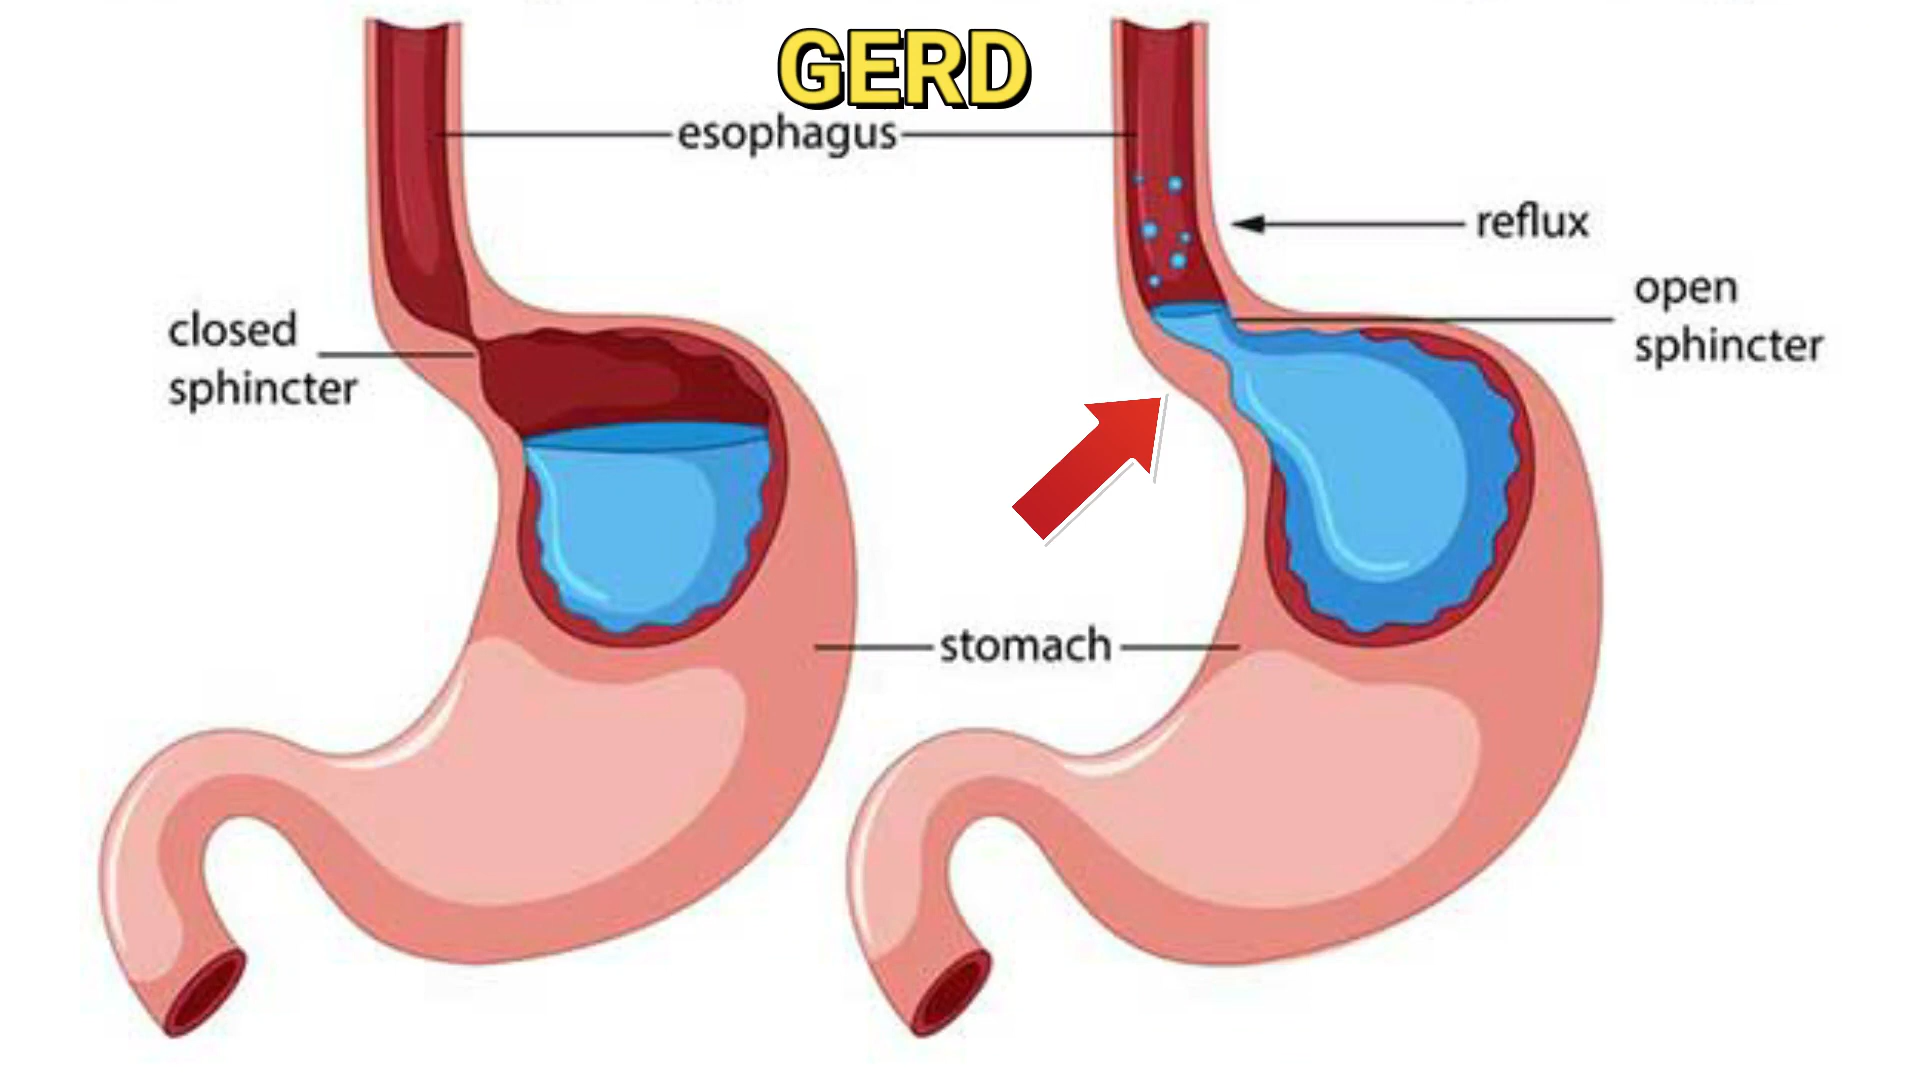 GERD
esophagus
reflux
open
sphincter
closed
sphincter
stomach